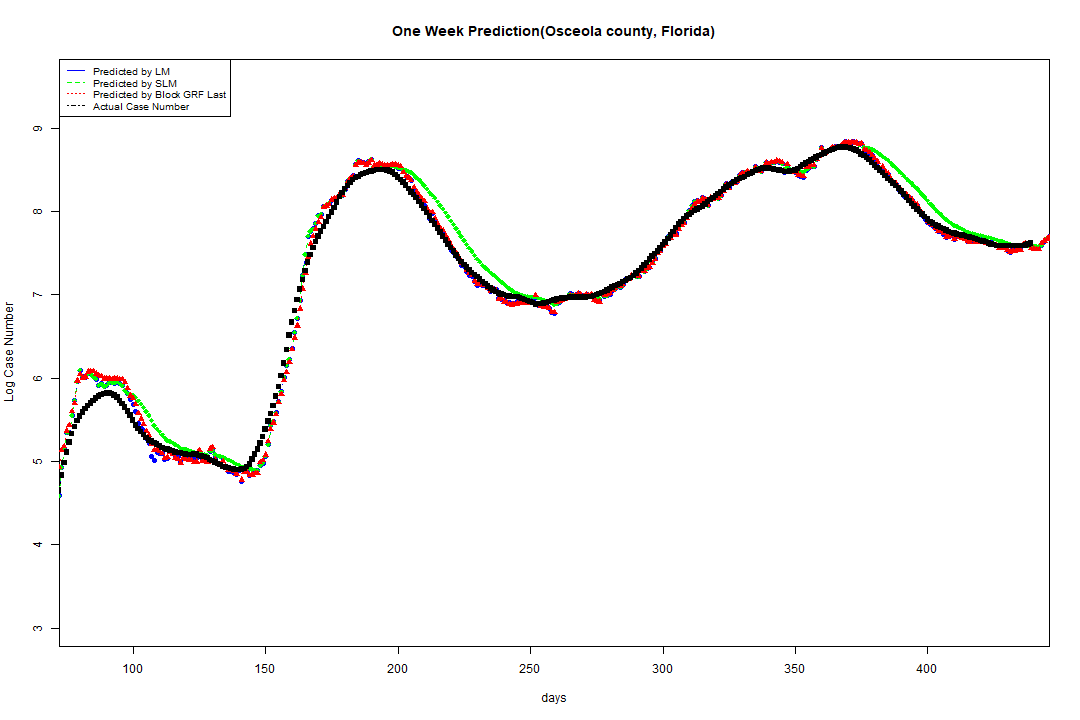 One Week Prediction(Osceola county, Florida)
Predicted by LM
Predicted by SLM
Predicted by Block GRF Last
Actual Case Number
9
8
7
6
5
4
3
Log Case Number
100 150 200 250 300 350 400
days